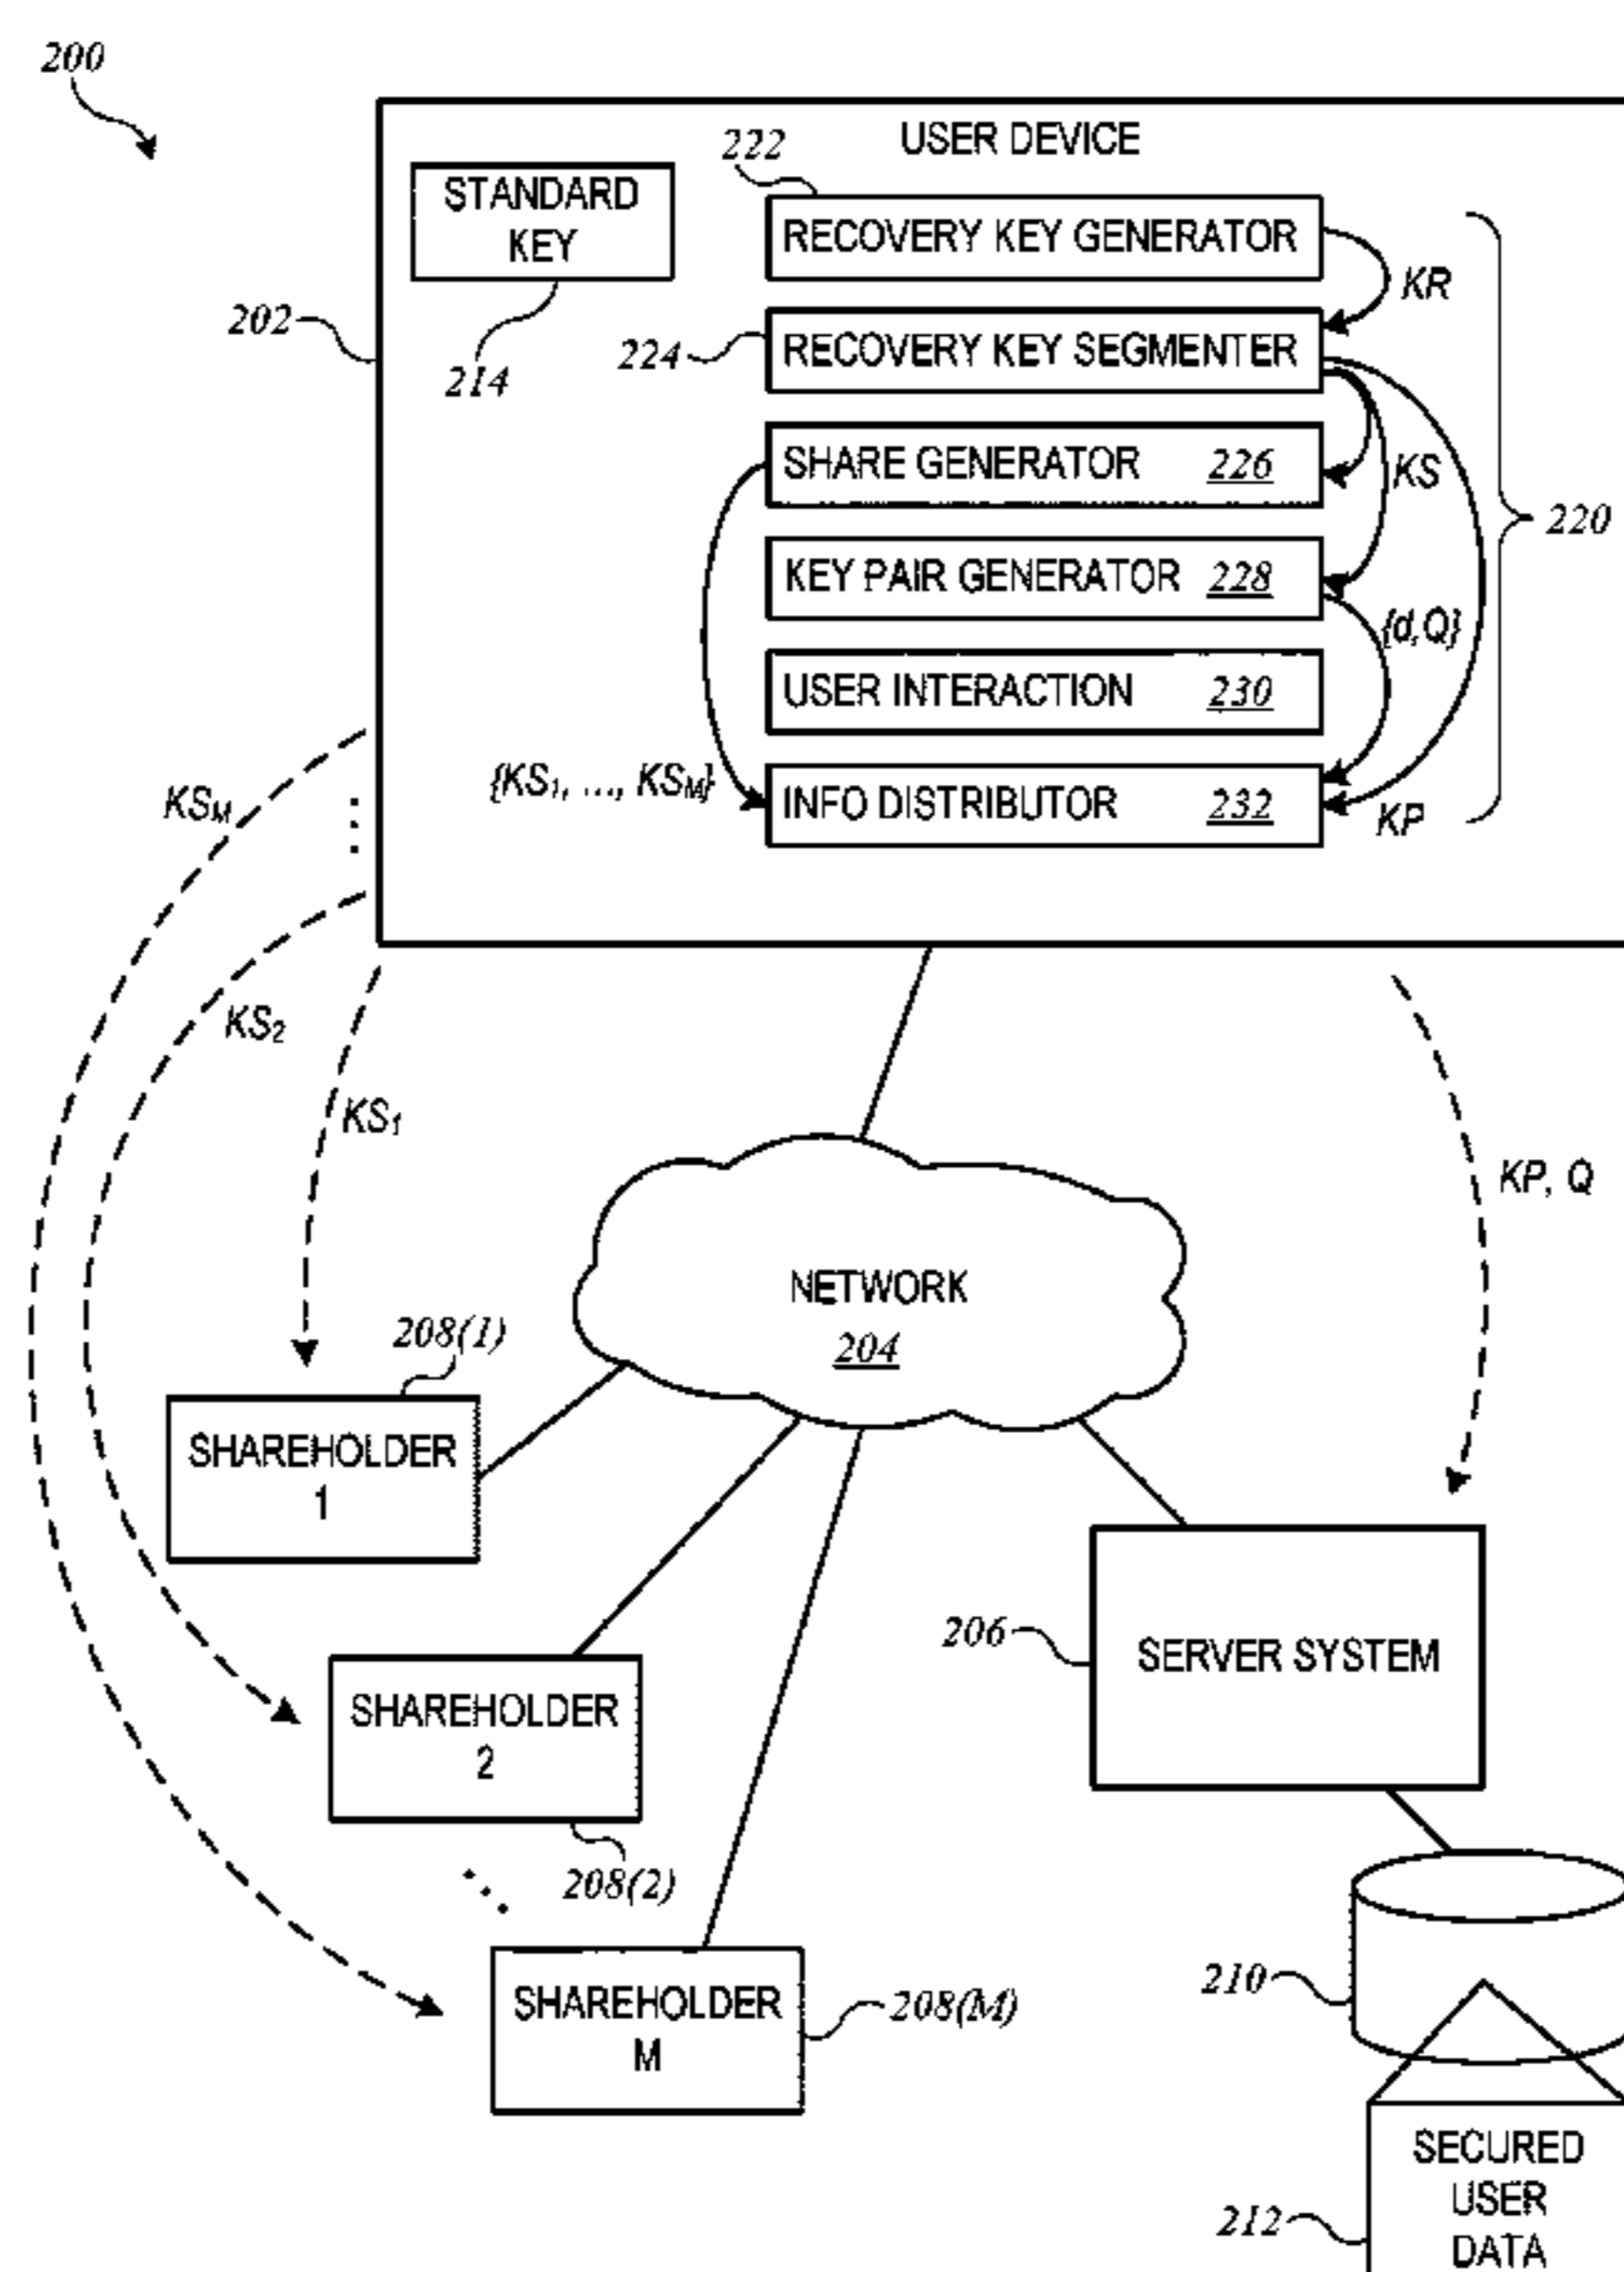 200
USER DEVICE
222
STANDARD
KEY
RECOVERY KEY GENERATOR
KR
202
214
224
RECOVERY KEY SEGMENTER
SHARE GENERATOR 226
KS
220
KEY PAIR GENERATOR 228
{d,Q}
USER INTERACTION 230
{KS₁, ..., KSM}
INFO DISTRIBUTOR 232
KP
KSM
KS₂
KS₁
KP, Q
NETWORK
204
208(1)
SHAREHOLDER
1
206
SERVER SYSTEM
SHAREHOLDER
2
208(2)
210
SHAREHOLDER
M
208(M)
212
SECURED
USER
DATA